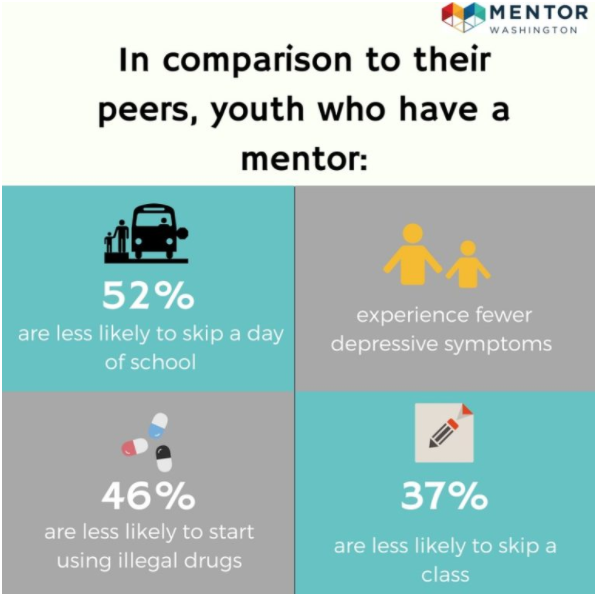 MENTOR
WASHINGTON
In comparison to their
peers, youth who have a
mentor:
52%
are less likely to skip a day
of school
experience fewer
depressive symptoms
46%
are less likely to start
using illegal drugs
37%
are less likely to skip a
class